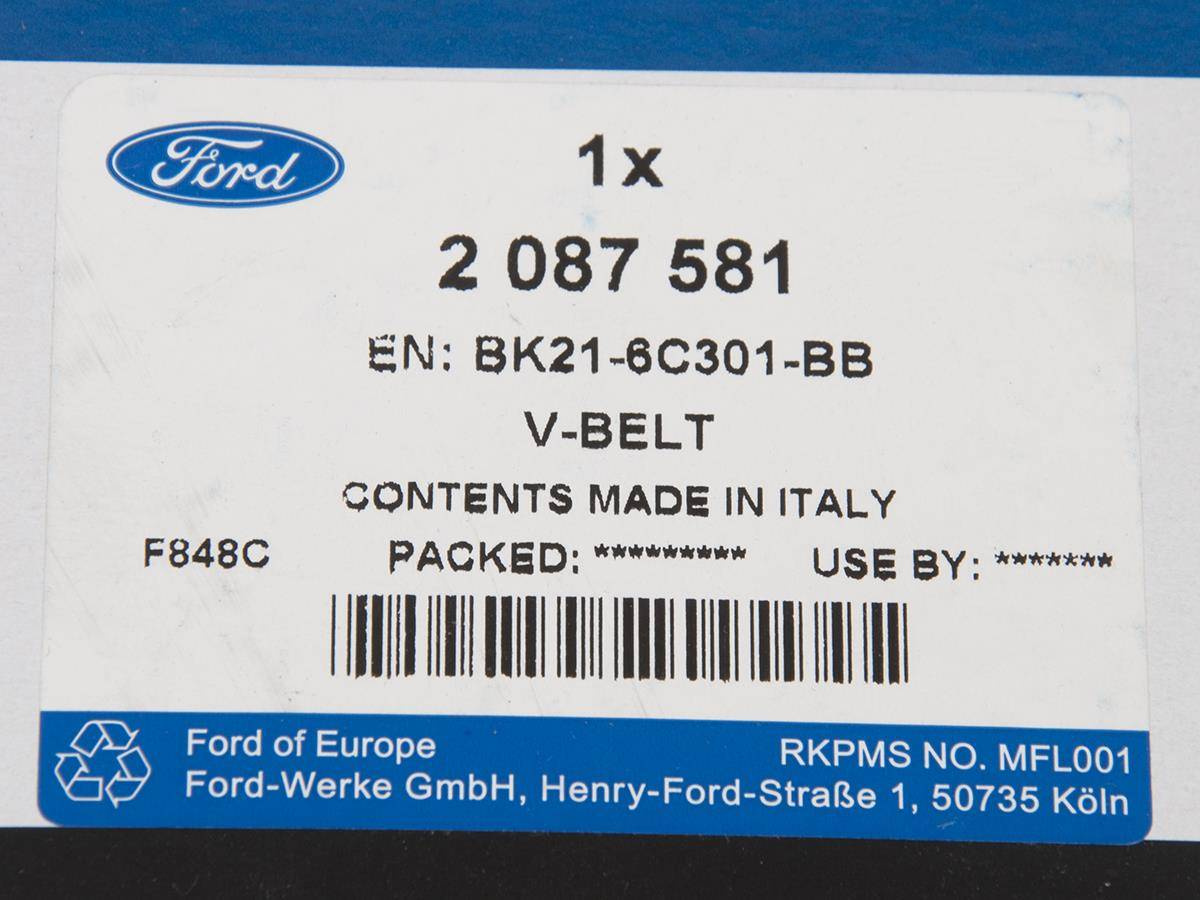 Ford
1x
2 087 581
EN: BK21-6C301-BB
V-BELT
CONTENTS MADE IN ITALY
F848C PACKED: ********* USE BY: *******
Ford of Europe RKPMS NO. MFL001
Ford-Werke GmbH, Henry-Ford-Straße 1, 50735 Köln